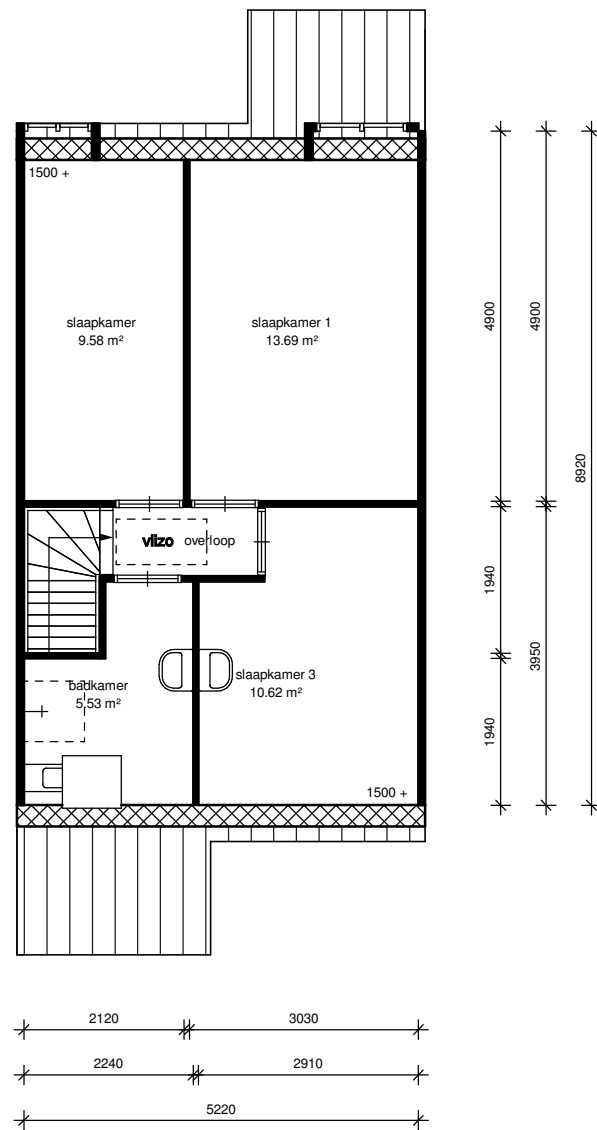 1500 +
slaapkamer
9.58 m²
slaapkamer 1
13.69 m²
vlizo overloop
slaapkamer 3
10.62 m²
badkamer
5.53 m²
1500 +
4900
4900
8920
1940
3950
1940
2120
3030
2240
2910
5220